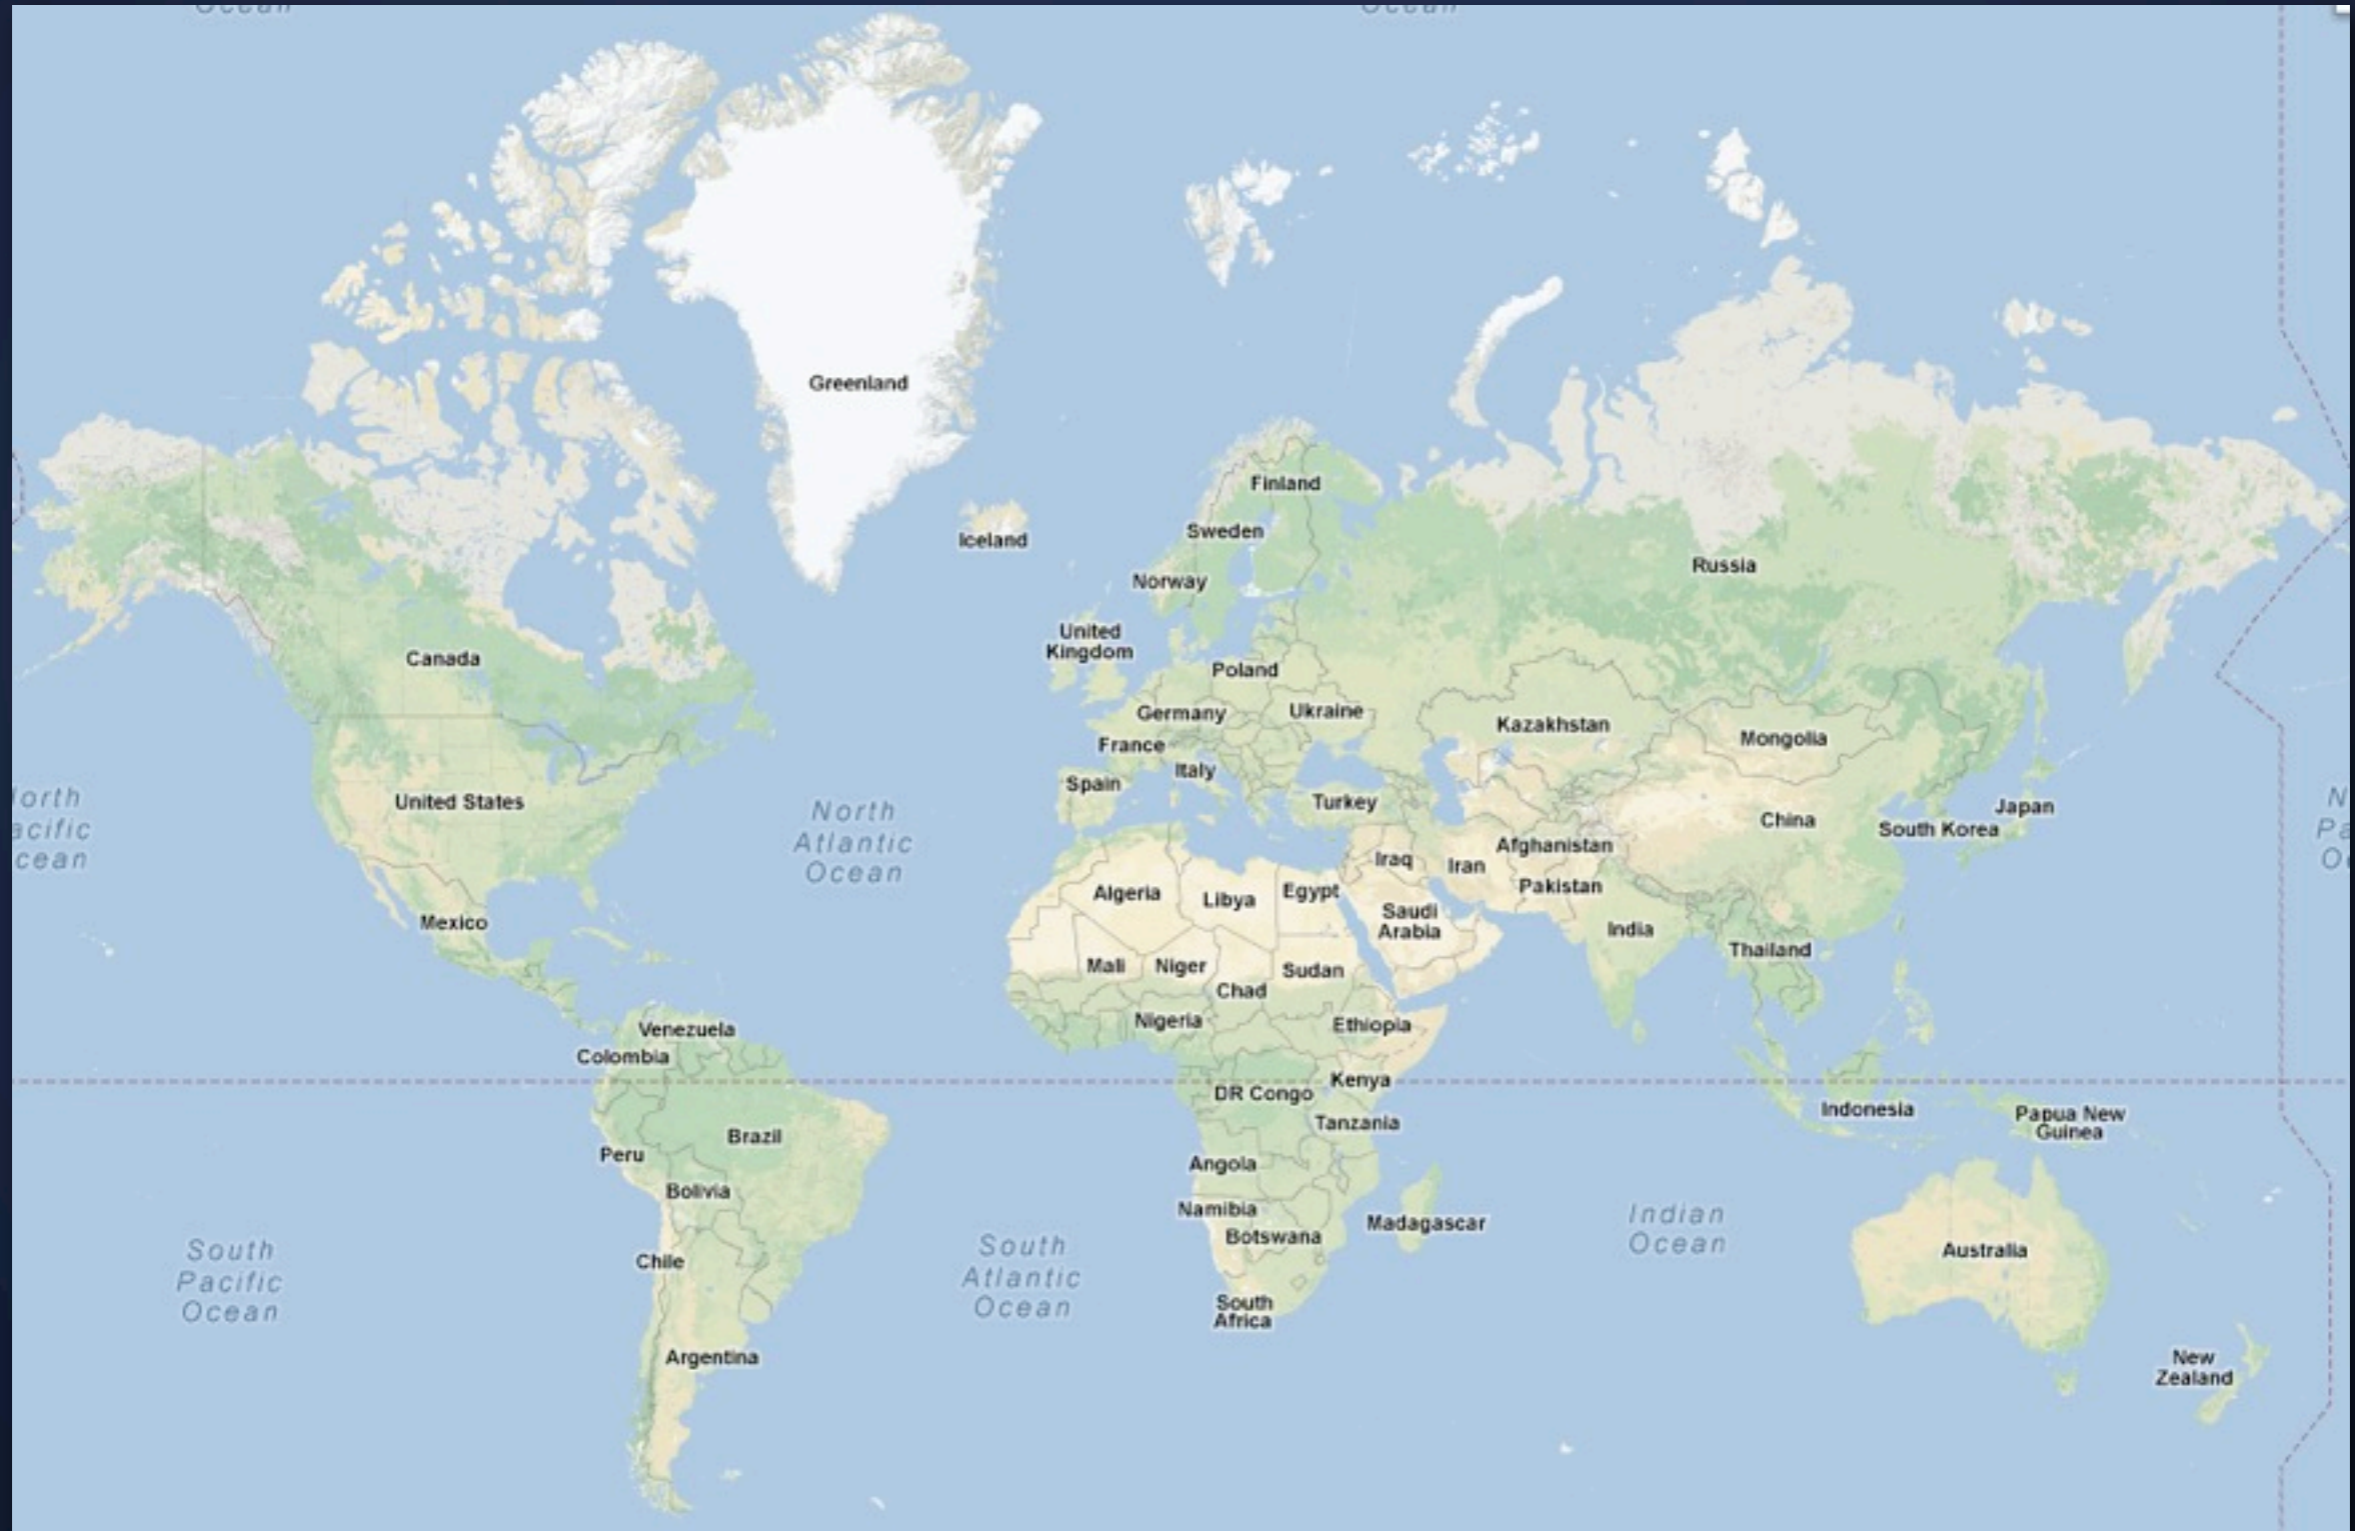 Ocean
Ocean
Greenland
Finland
Iceland
Sweden
Norway
Russia
United
Kingdom
Canada
Poland
Germany
Ukraine
Kazakhstan
Mongolia
France
Italy
Spain
United States
Turkey
China
Japan
South Korea
North
Atlantic
Ocean
Afghanistan
Iraq
Iran
Pakistan
Algeria
Libya
Egypt
Saudi
Arabia
India
Mexico
Thailand
Mali
Niger
Sudan
Chad
Nigeria
Ethiopia
Venezuela
Colombia
Kenya
DR Congo
Indonesia
Papua New
Guinea
Tanzania
Brazil
Peru
Angola
Bolivia
Namibia
Botswana
Madagascar
Indian
Ocean
Australia
Chile
South
Pacific
Ocean
South
Atlantic
Ocean
South
Africa
Argentina
New
Zealand